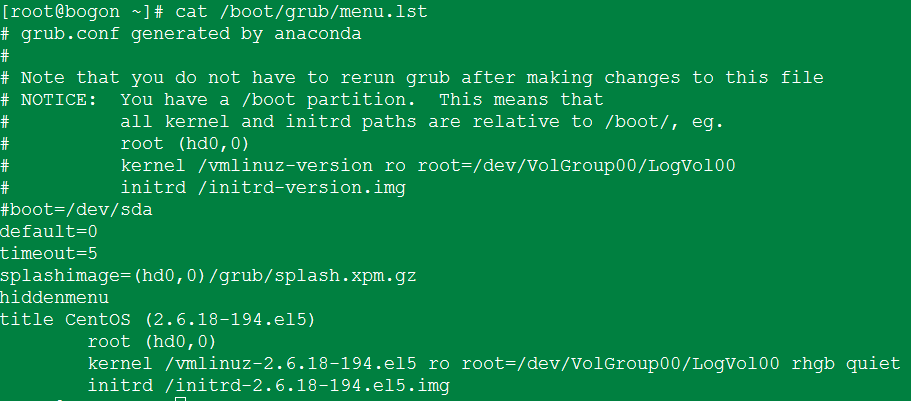 [root@bogon ~]# cat /boot/grub/menu.lst
# grub.conf generated by anaconda
#
# Note that you do not have to rerun grub after making changes to this file
# NOTICE:  You have a /boot partition.  This means that
#          all kernel and initrd paths are relative to /boot/, eg.
#          root (hd0,0)
#          kernel /vmlinuz-version ro root=/dev/VolGroup00/LogVol00
#          initrd /initrd-version.img
#boot=/dev/sda
default=0
timeout=5
splashimage=(hd0,0)/grub/splash.xpm.gz
hiddenmenu
title CentOS (2.6.18-194.el5)
        root (hd0,0)
        kernel /vmlinuz-2.6.18-194.el5 ro root=/dev/VolGroup00/LogVol00 rhgb quiet
        initrd /initrd-2.6.18-194.el5.img